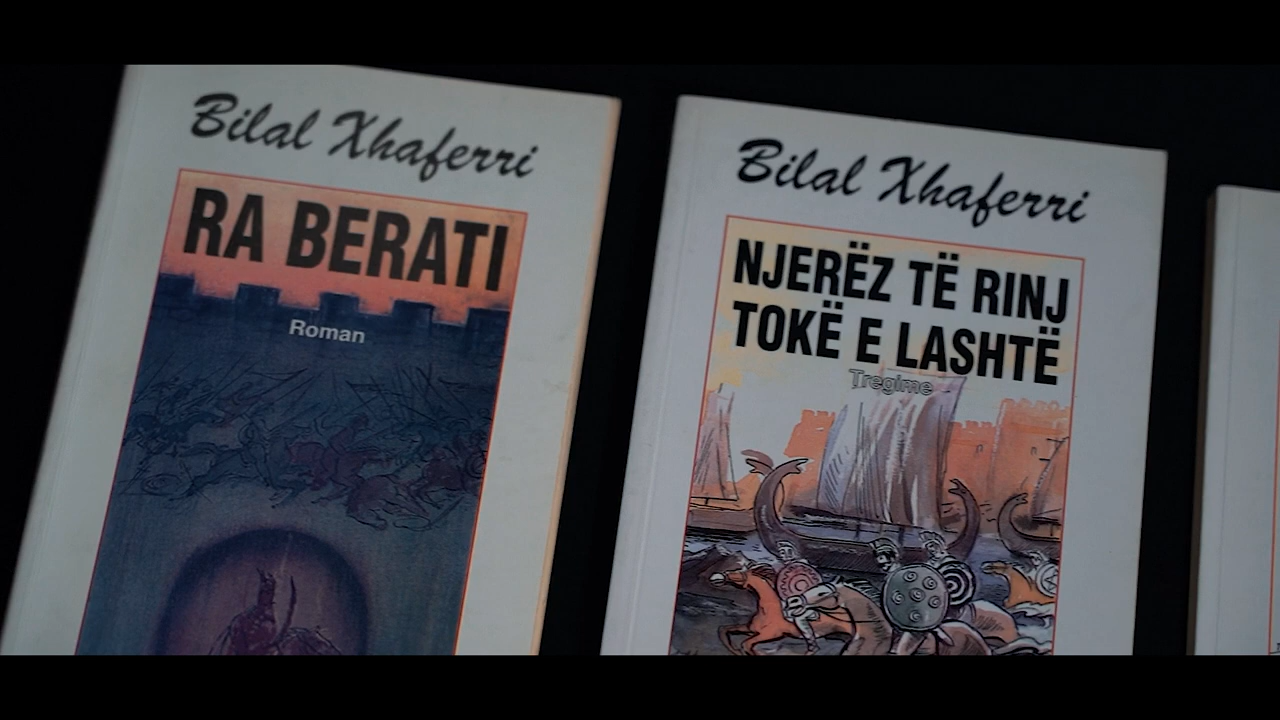 Bilal Xhaferri
RA BERATI
Roman
Bilal Xhaferri
NJERËZ TË RINJ
TOKË E LASHTË
Tregime